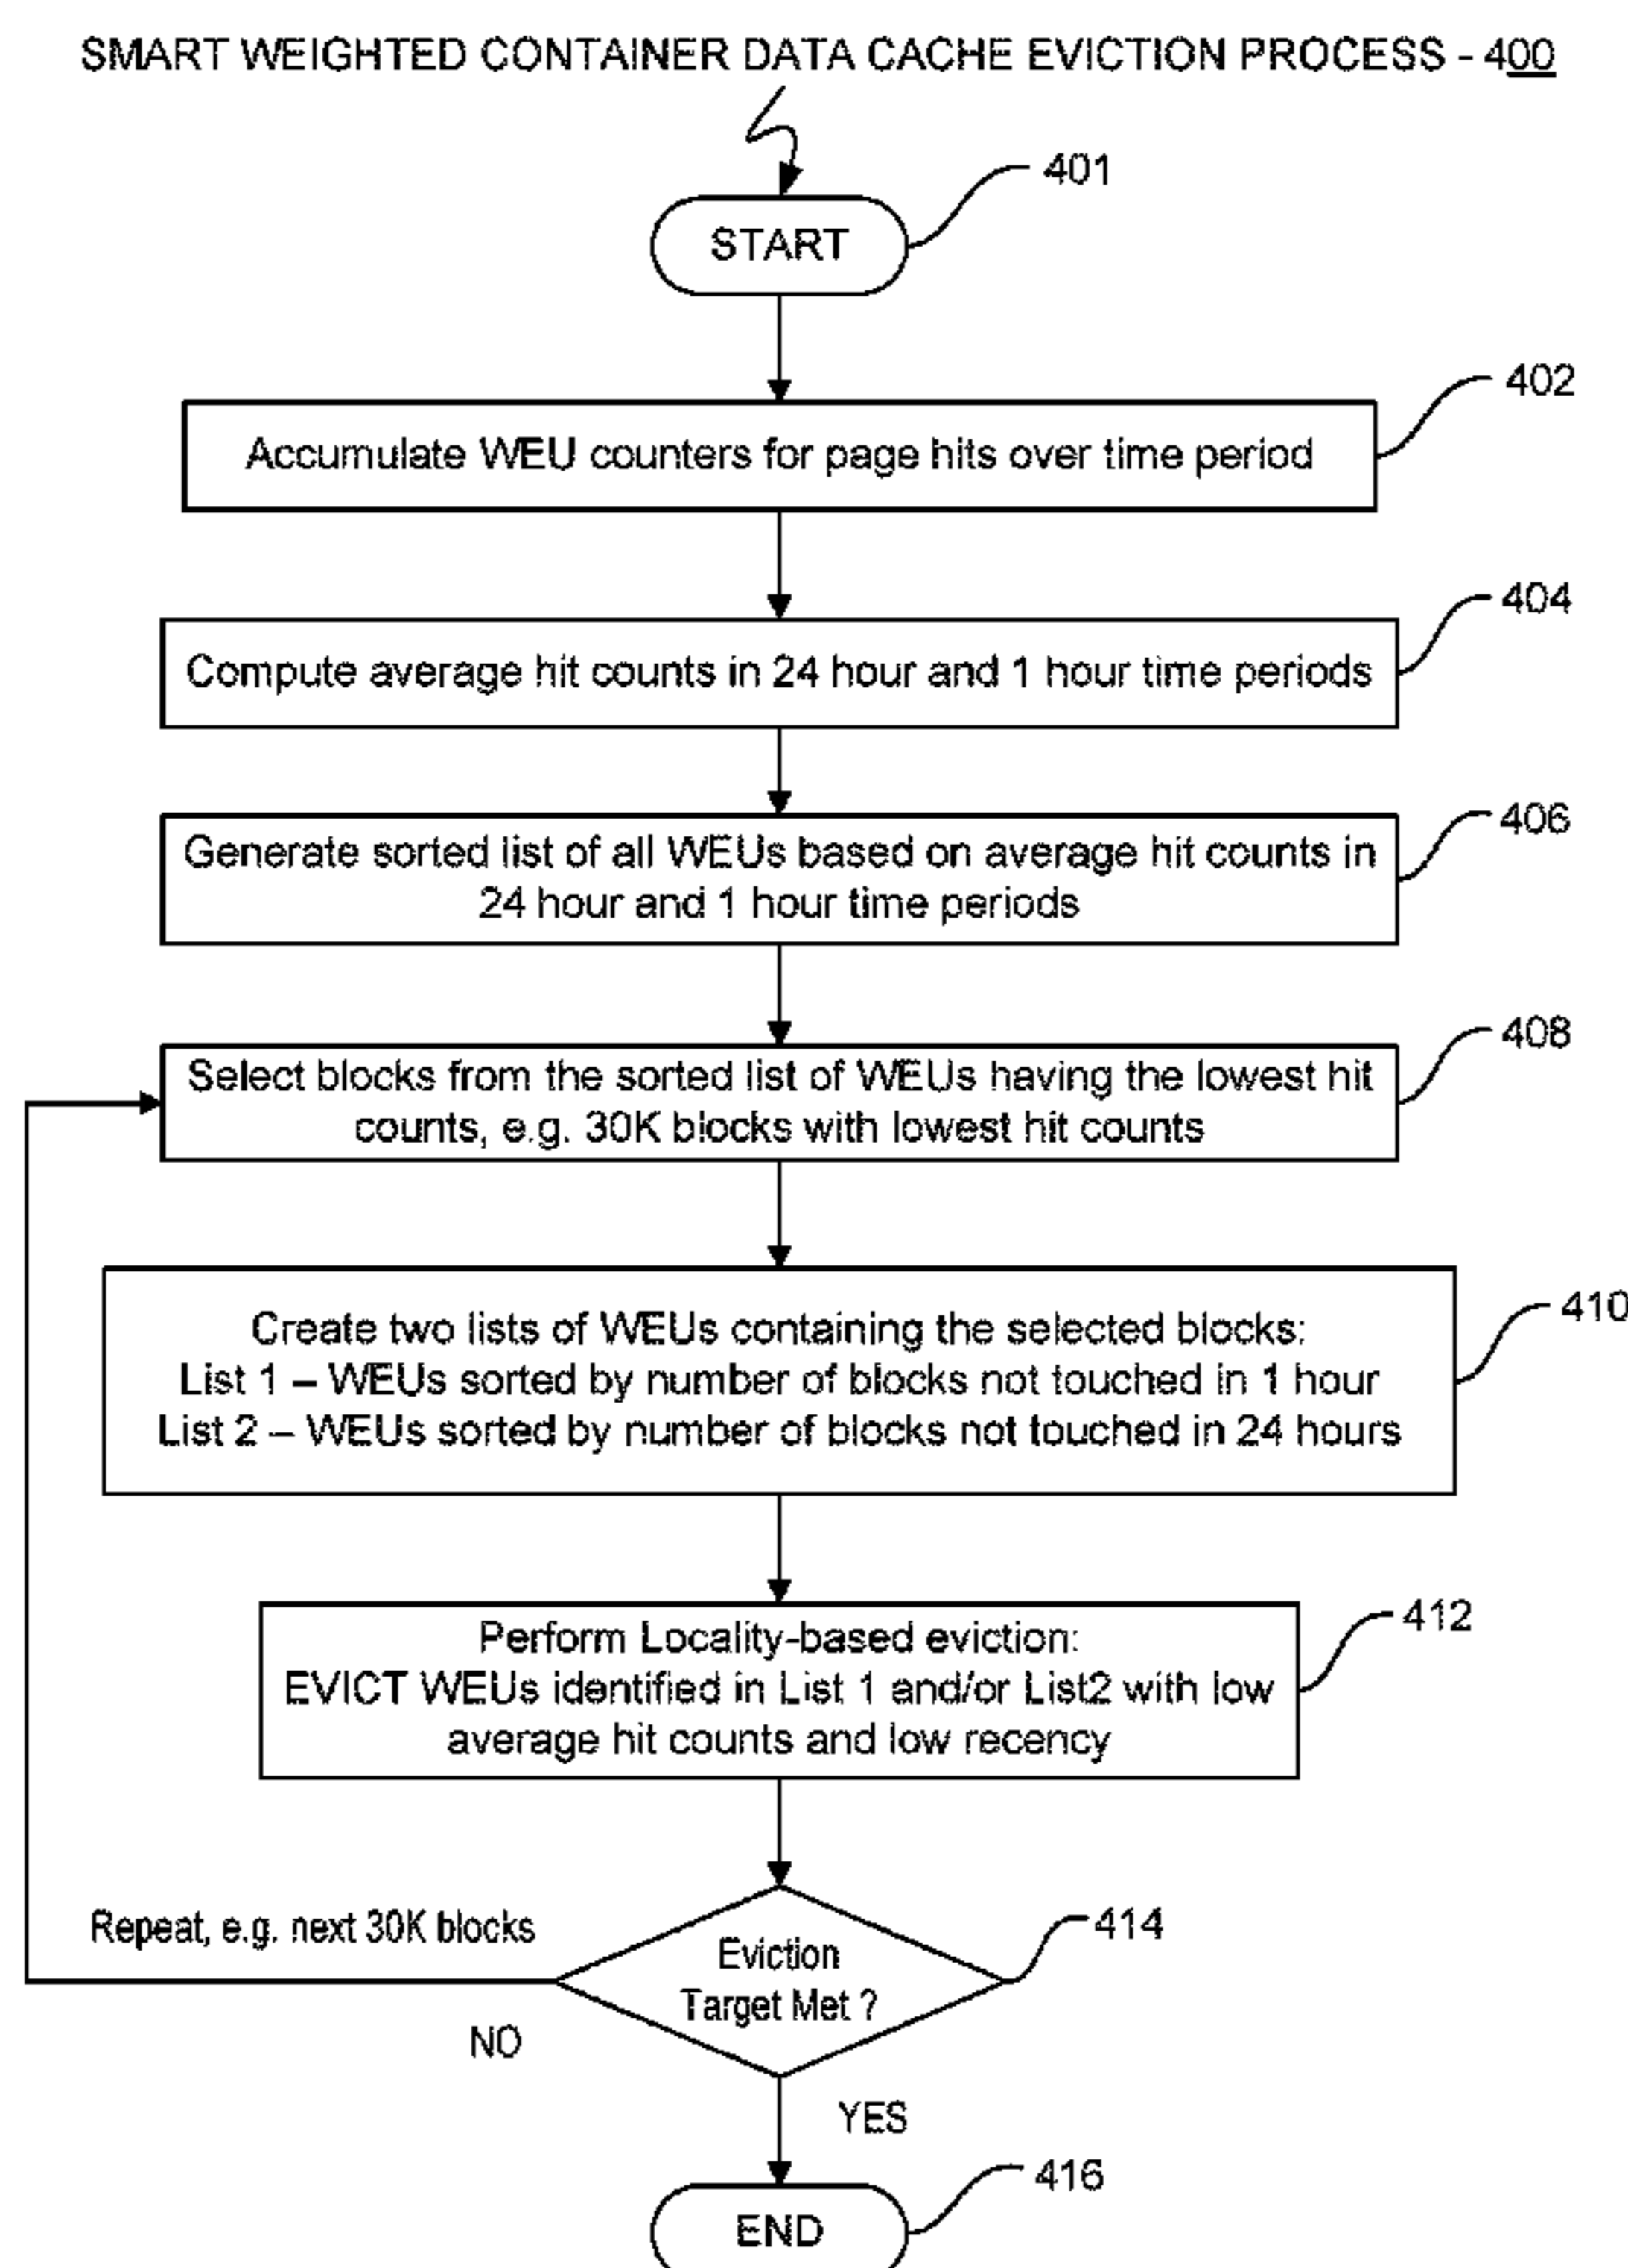 SMART WEIGHTED CONTAINER DATA CACHE EVICTION PROCESS - 400
401
START
402
Accumulate WEU counters for page hits over time period
404
Compute average hit counts in 24 hour and 1 hour time periods
406
Generate sorted list of all WEUs based on average hit counts in
24 hour and 1 hour time periods
408
Select blocks from the sorted list of WEUs having the lowest hit
counts, e.g. 30K blocks with lowest hit counts
410
Create two lists of WEUs containing the selected blocks:
List 1 – WEUs sorted by number of blocks not touched in 1 hour
List 2 – WEUs sorted by number of blocks not touched in 24 hours
412
Perform Locality-based eviction:
EVICT WEUs identified in List 1 and/or List2 with low
average hit counts and low recency
Repeat, e.g. next 30K blocks
414
Eviction
Target Met ?
NO
YES
416
END